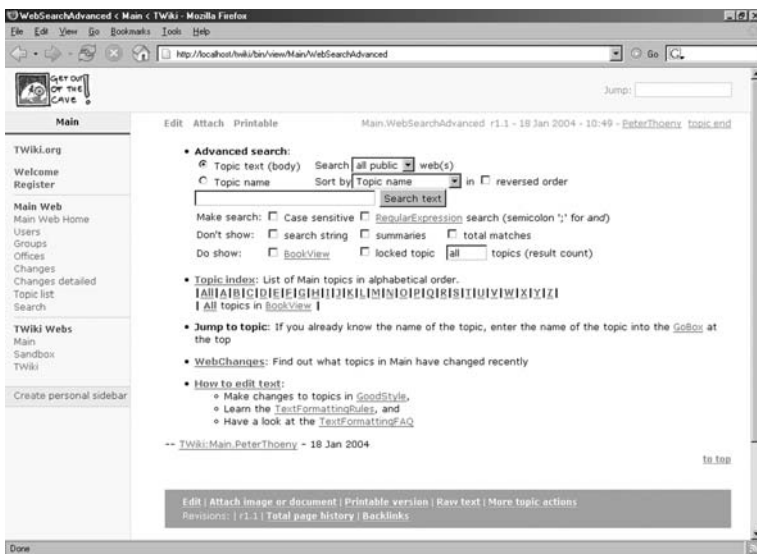 WebSearchAdvanced < Main < TWiki - Mozilla Firefox
File Edit View Go Bookmarks Tools Help
http://localhost/twiki/bin/view/Main/WebSearchAdvanced Go
GET OUT OF THE CAVE!
Jump:
Main
Edit Attach Printable
Main.WebSearchAdvanced r1.1 - 18 Jan 2004 - 10:49 - PeterThoeny topic end
TWiki.org
Welcome
Register
Main Web
Main Web Home
Users
Groups
Offices
Changes
Changes detailed
Topic list
Search
TWiki Webs
Main
Sandbox
TWiki
Create personal sidebar
• Advanced search:
Topic text (body) Search all public web(s)
Topic name Sort by Topic name in reversed order
Search text
Make search: Case sensitive RegularExpression search (semicolon ';' for and)
Don't show: search string summaries total matches
Do show: BookView locked topic all topics (result count)
• Topic index: List of Main topics in alphabetical order.
|All|A|B|C|D|E|F|G|H|I|J|K|L|M|N|O|P|Q|R|S|T|U|V|W|X|Y|Z|
| All topics in BookView |
• Jump to topic: If you already know the name of the topic, enter the name of the topic into the GoBox at
the top
• WebChanges: Find out what topics in Main have changed recently
• How to edit text:
Make changes to topics in GoodStyle,
Learn the TextFormattingRules, and
Have a look at the TextFormattingFAQ
-- TWiki:Main.PeterThoeny - 18 Jan 2004
to top
Edit | Attach image or document | Printable version | Raw text | More topic actions
Revisions: | r1.1 | Total page history | Backlinks
Done